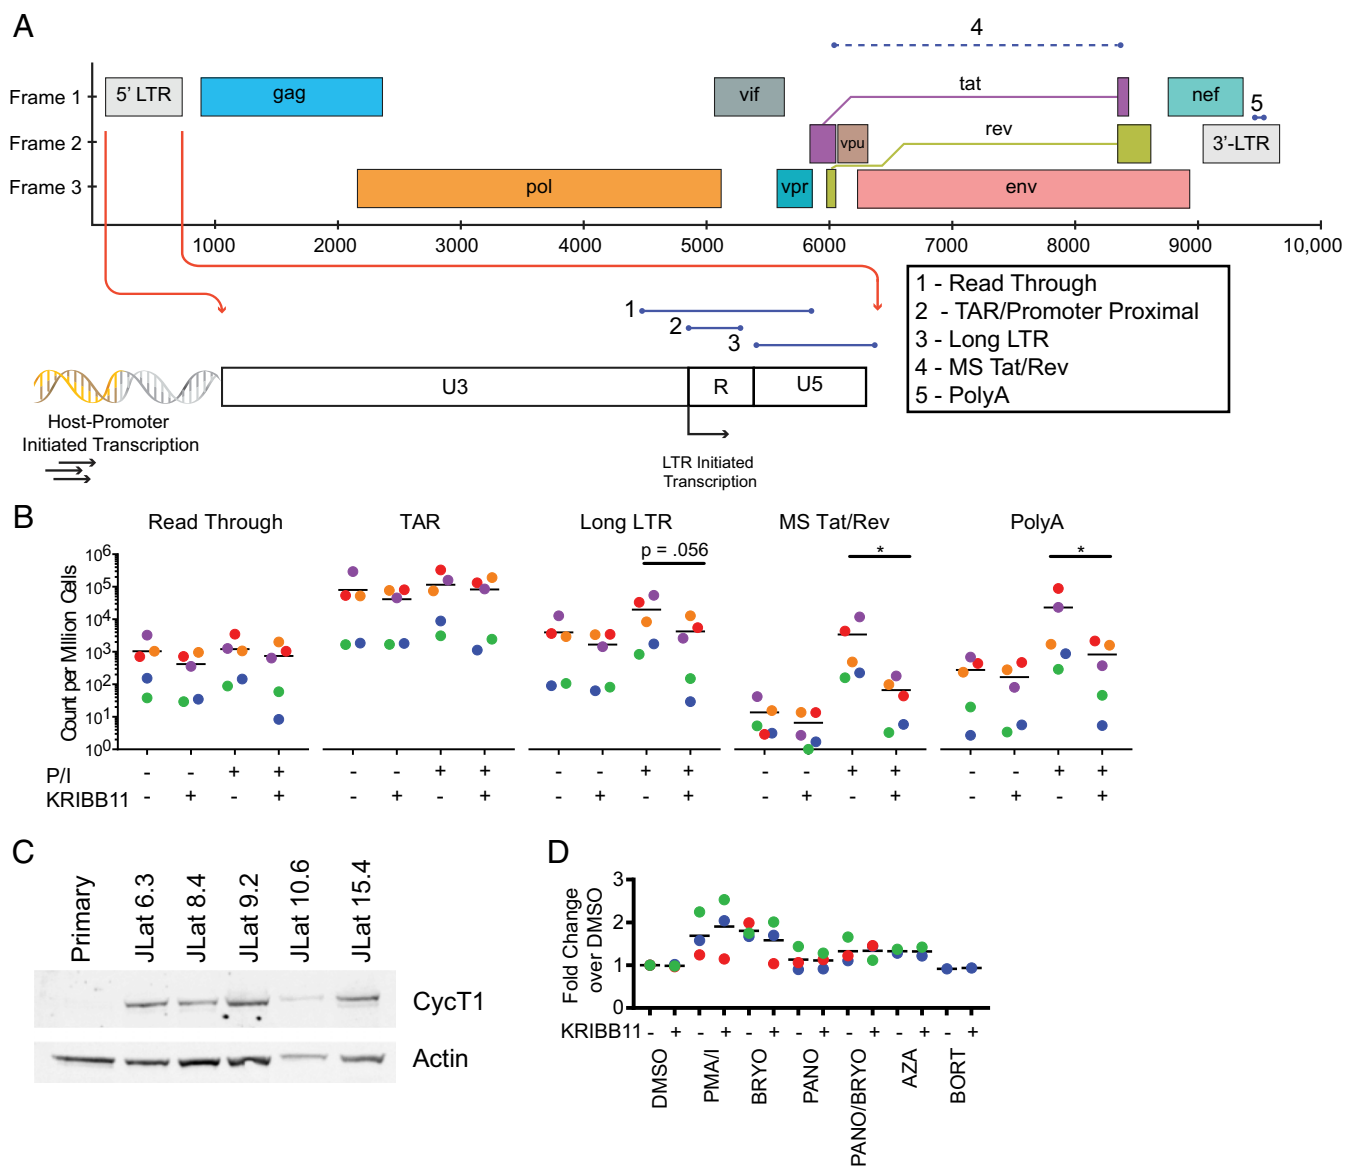 A
4
Frame 1
5' LTR
gag
vif
tat
nef
5
Frame 2
vpu
rev
3'-LTR
Frame 3
pol
vpr
env
1000 2000 3000 4000 5000 6000 7000 8000 9000 10,000
1 - Read Through
2 - TAR/Promoter Proximal
3 - Long LTR
4 - MS Tat/Rev
5 - PolyA
1
2
3
U3 R U5
Host-Promoter
Initiated Transcription
LTR Initiated
Transcription
B
Read Through TAR Long LTR MS Tat/Rev PolyA
p = .056 * *
Count per MIllion Cells
10^6
10^5
10^4
10^3
10^2
10^1
10^0
P/I - - + + - - + + - - + + - - + + - - + +
KRIBB11 - + - + - + - + - + - + - + - + - + - +
C
Primary
JLat 6.3
JLat 8.4
JLat 9.2
JLat 10.6
JLat 15.4
CycT1
Actin
D
Fold Change
over DMSO
3
2
1
0
KRIBB11 - + - + - + - + - + - + - +
DMSO
PMA/I
BRYO
PANO
PANO/BRYO
AZA
BORT